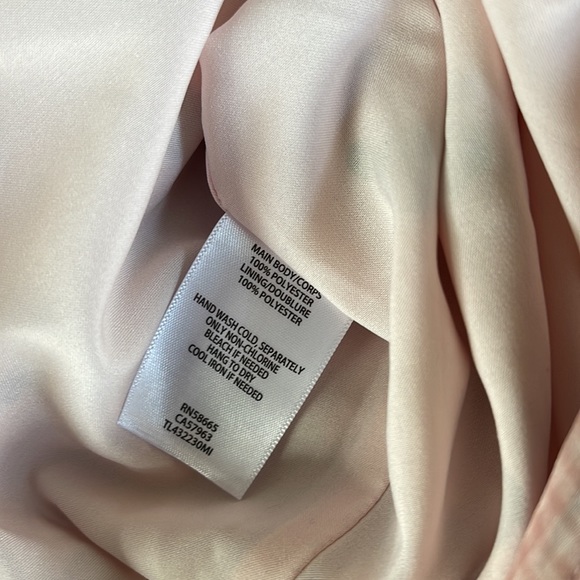 MAIN BODY/CORPS
100% POLYESTER
LINING/DOUBLURE
100% POLYESTER
HAND WASH COLD, SEPARATELY
ONLY NON-CHLORINE
BLEACH IF NEEDED
HANG TO DRY
COOL IRON IF NEEDED
RN58665
CA57963
TL432230MI